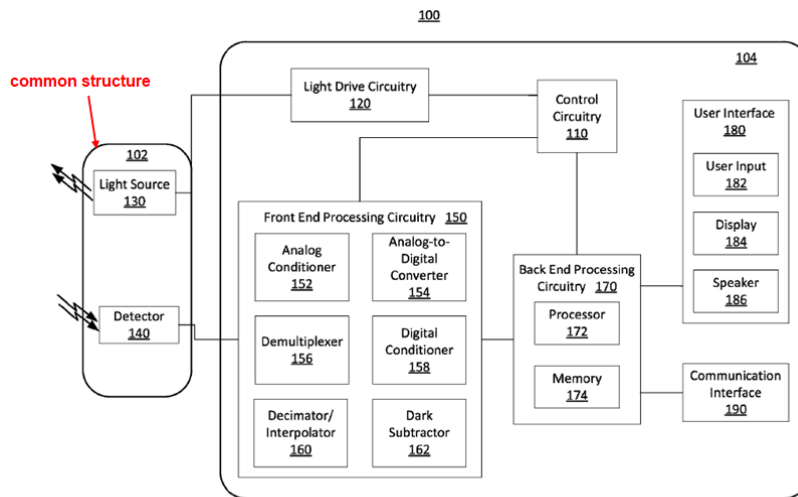 100
104
common structure
102
Light Source
130
Detector
140
Light Drive Circuitry
120
Control
Circuitry
110
Front End Processing Circuitry 150
Analog
Conditioner
152
Analog-to-
Digital
Converter
154
Demultiplexer
156
Digital
Conditioner
158
Decimator/
Interpolator
160
Dark
Subtractor
162
Back End Processing
Circuitry 170
Processor
172
Memory
174
User Interface
180
User Input
182
Display
184
Speaker
186
Communication
Interface
190